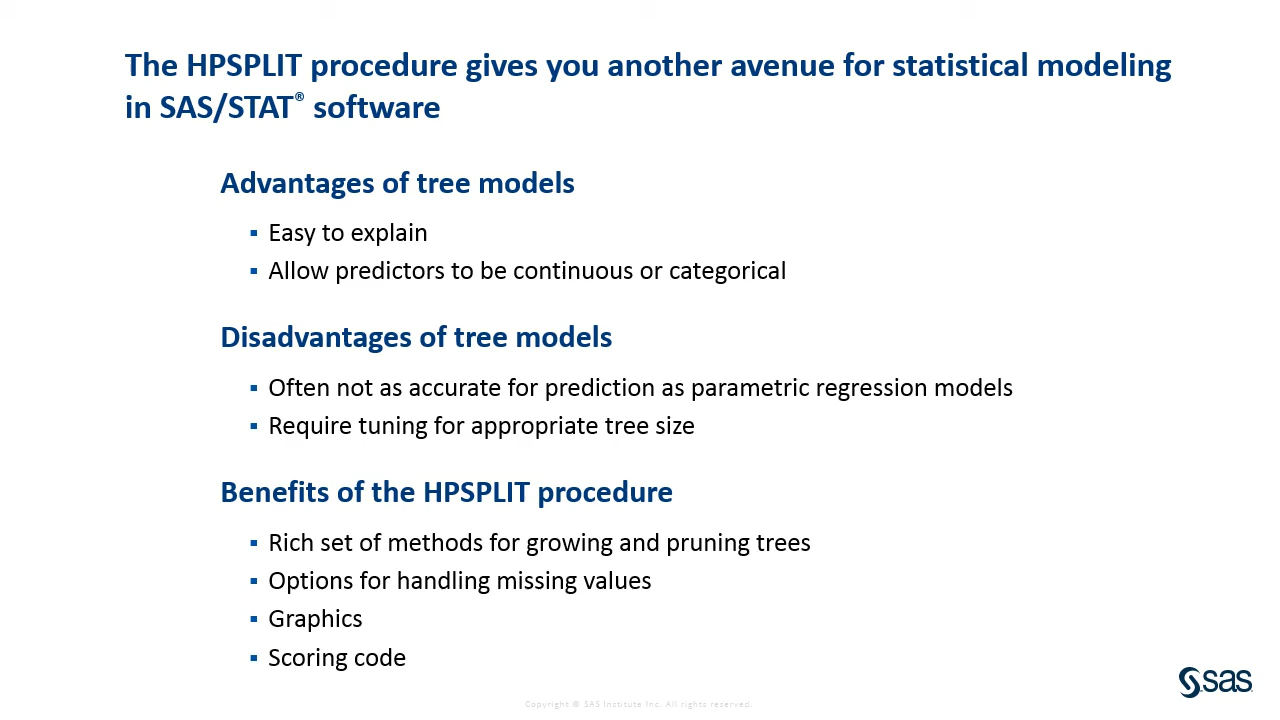 The HPSPLIT procedure gives you another avenue for statistical modeling
in SAS/STAT® software
Advantages of tree models
▪ Easy to explain
▪ Allow predictors to be continuous or categorical
Disadvantages of tree models
▪ Often not as accurate for prediction as parametric regression models
▪ Require tuning for appropriate tree size
Benefits of the HPSPLIT procedure
▪ Rich set of methods for growing and pruning trees
▪ Options for handling missing values
▪ Graphics
▪ Scoring code
sas
Copyright © SAS Institute Inc. All rights reserved.